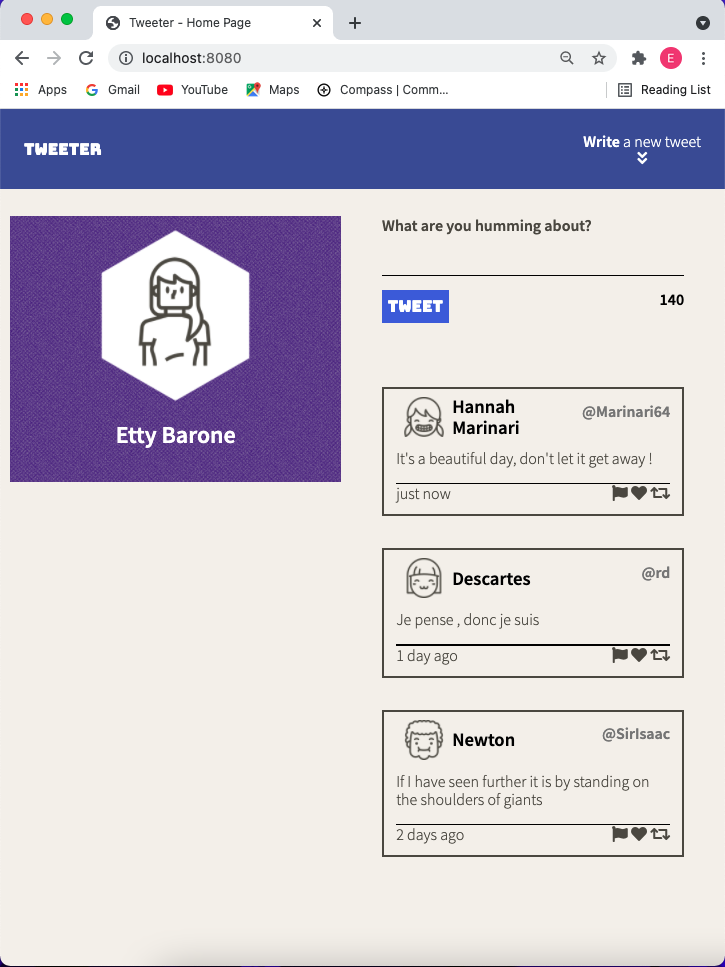 Tweeter - Home Page
localhost:8080
E
Apps
Gmail
YouTube
Maps
Compass | Comm...
Reading List
TWEETER
Write a new tweet
Etty Barone
What are you humming about?
TWEET
140
Hannah
Marinari
@Marinari64
It's a beautiful day, don't let it get away !
just now
Descartes
@rd
Je pense , donc je suis
1 day ago
Newton
@SirIsaac
If I have seen further it is by standing on
the shoulders of giants
2 days ago